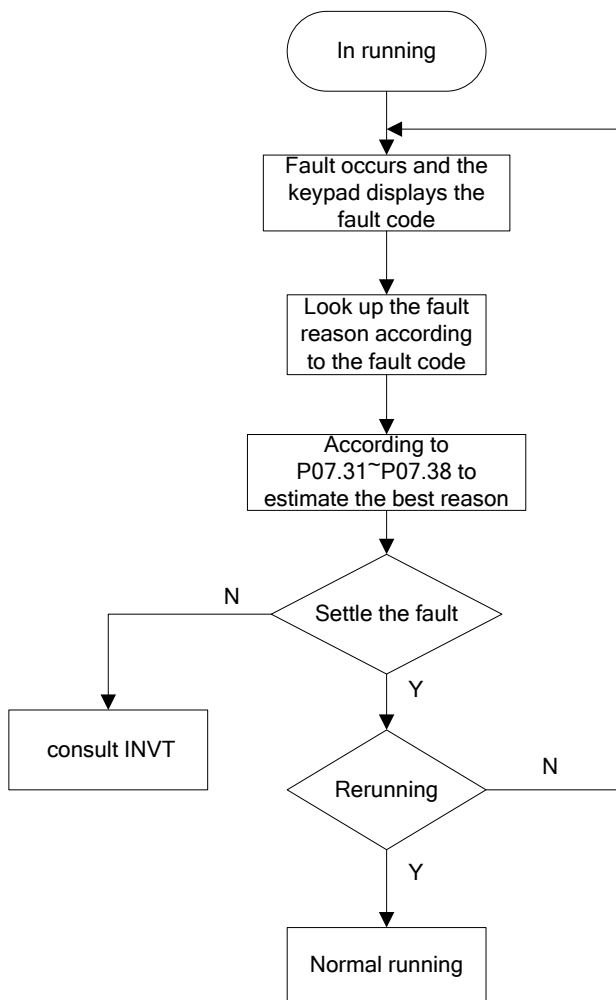 In running
Fault occurs and the
keypad displays the
fault code
Look up the fault
reason according
to the fault code
According to
P07.31~P07.38 to
estimate the best reason
N
Settle the fault
Y
consult INVT
N
Rerunning
Y
Normal running